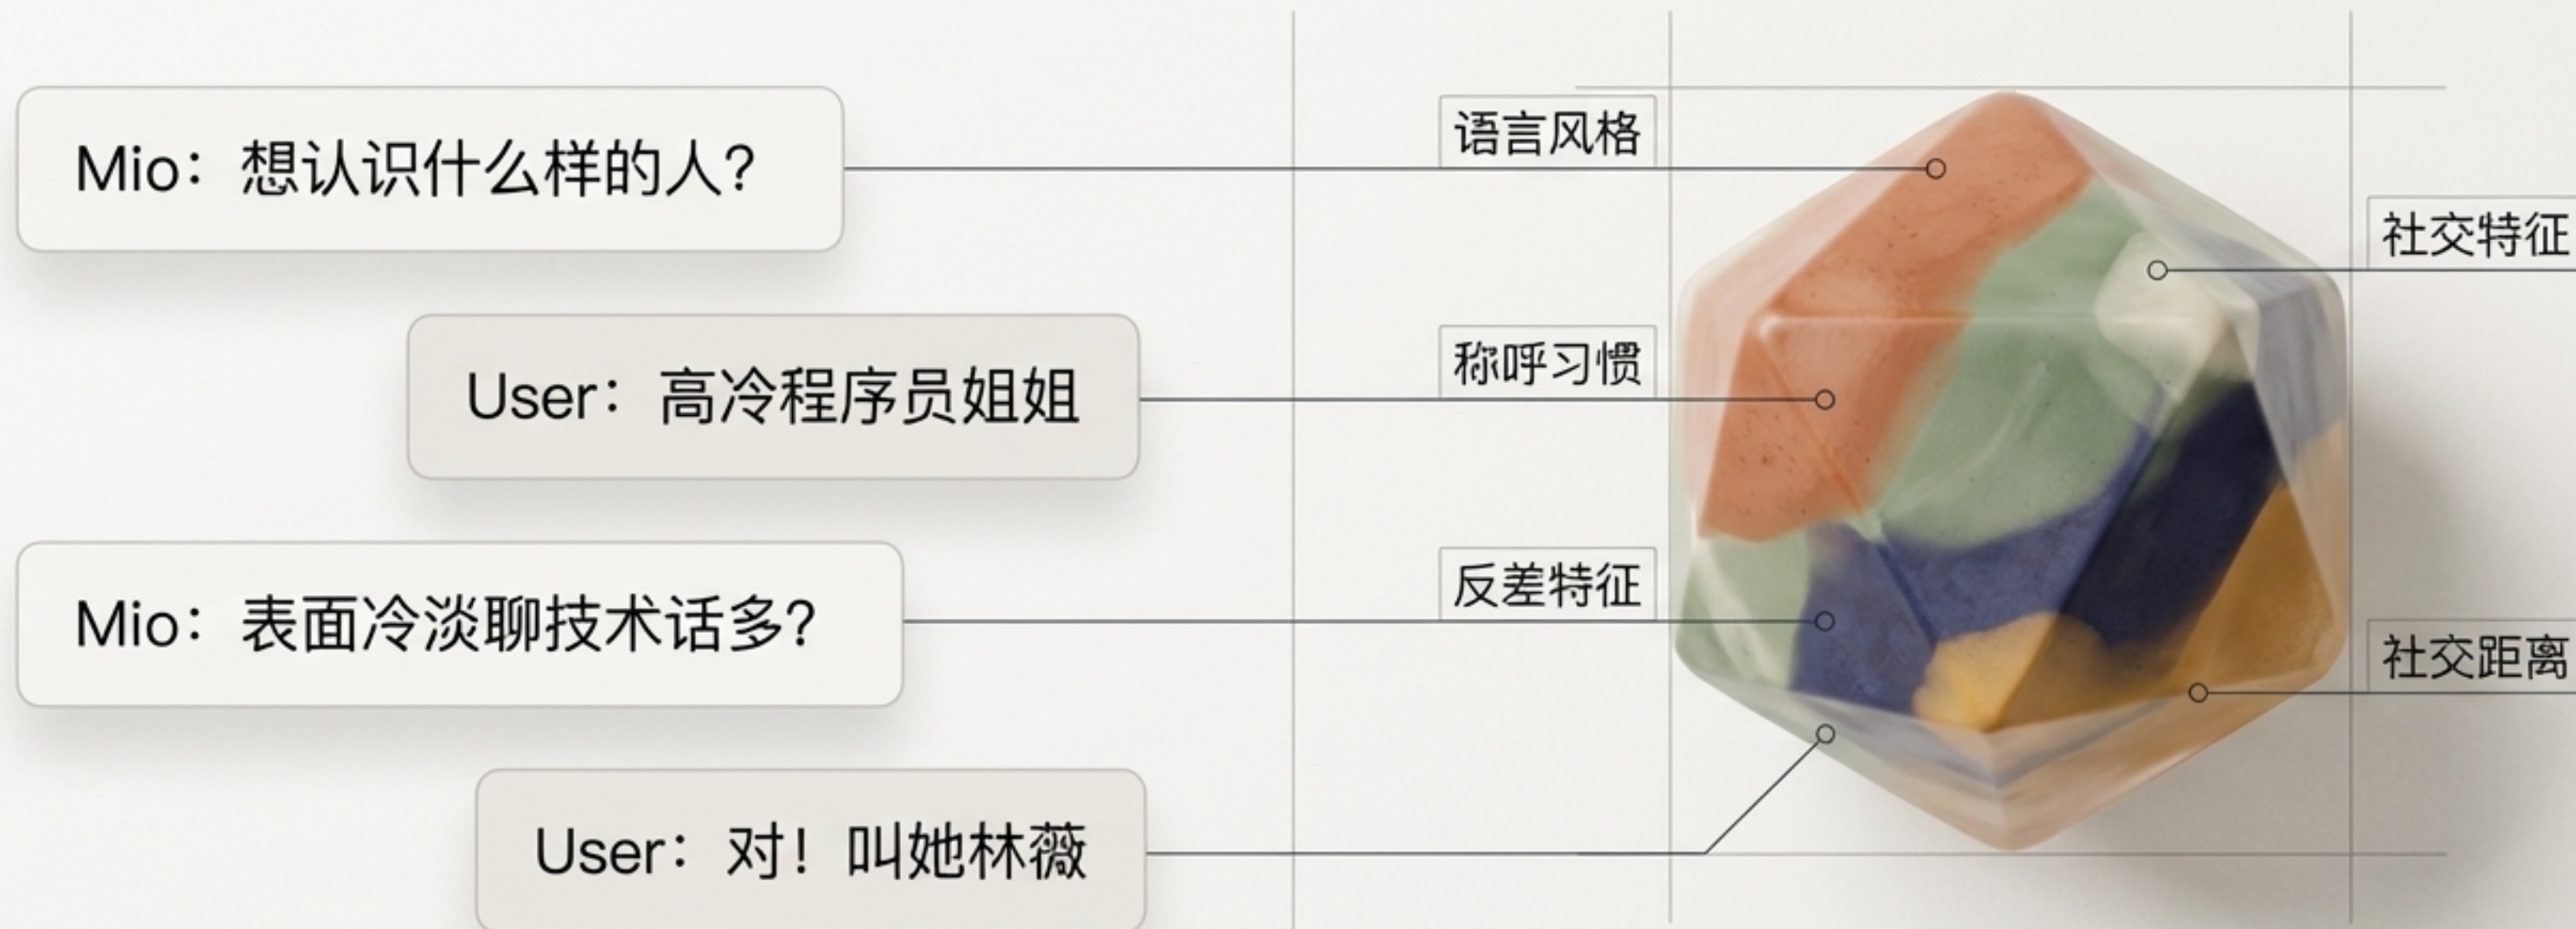 Mio：想认识什么样的人？
语言风格
社交特征
User：高冷程序员姐姐
称呼习惯
Mio：表面冷淡聊技术话多？
反差特征
社交距离
User：对！叫她林薇